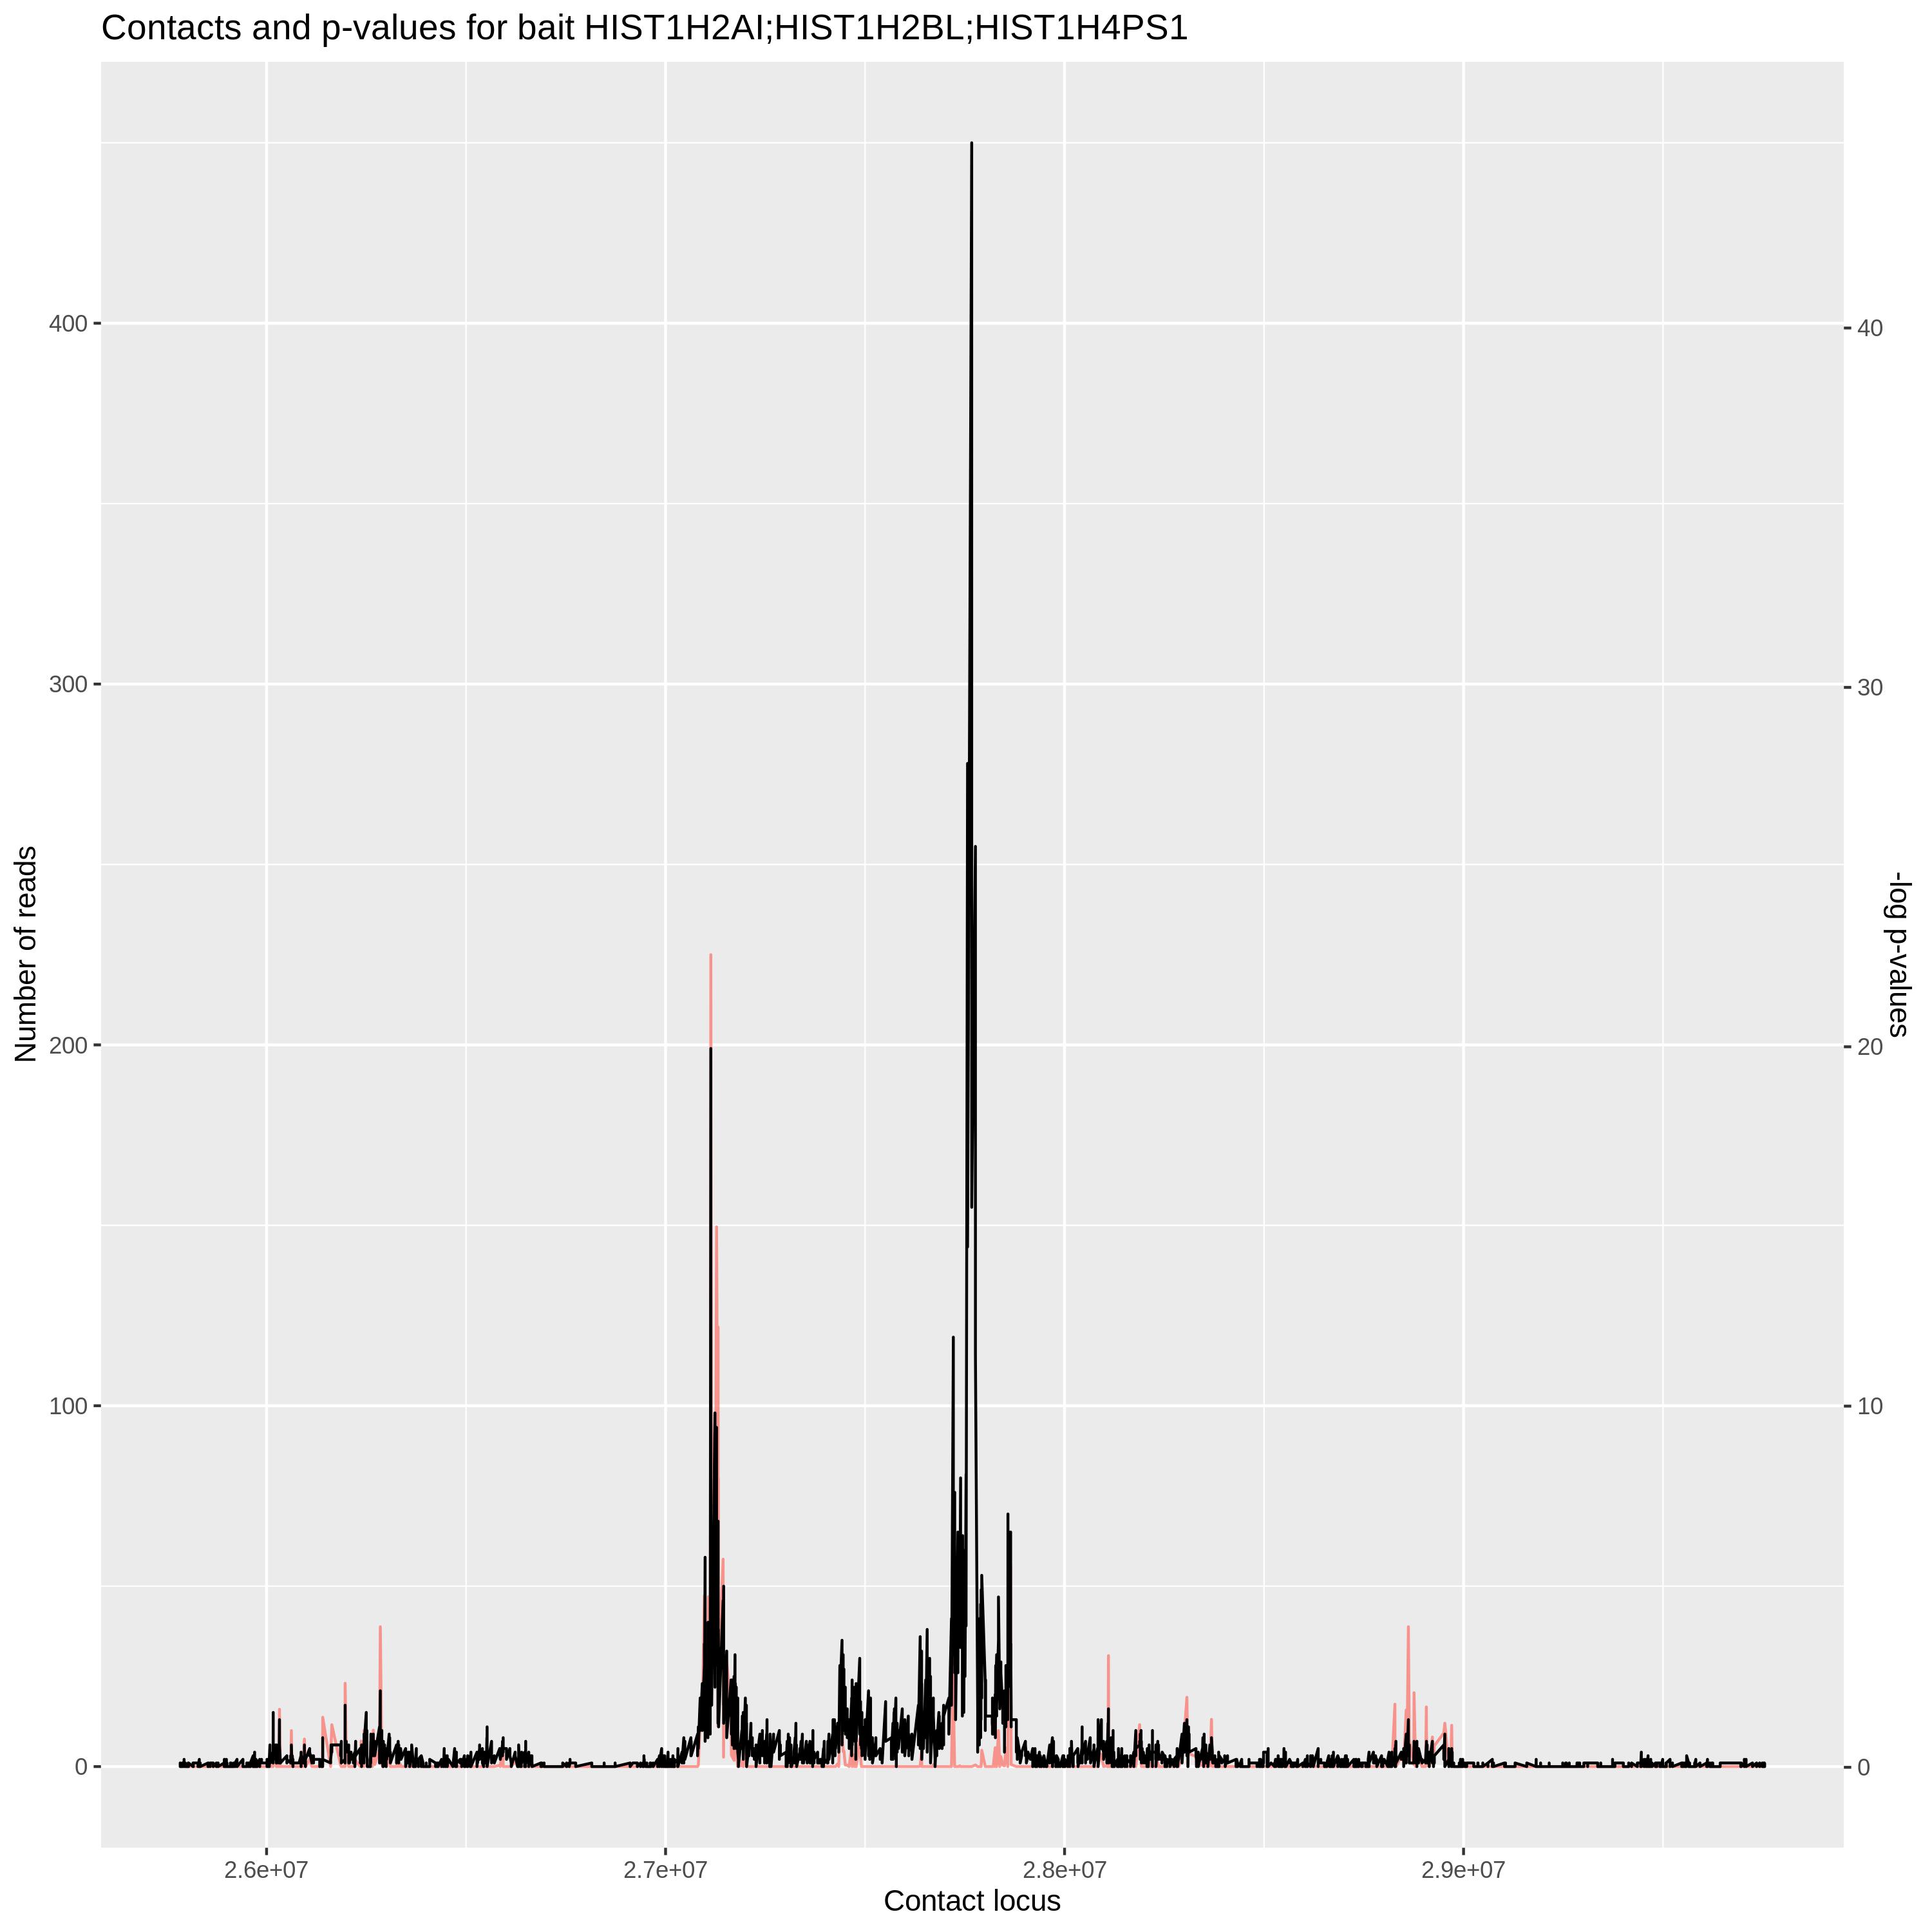 Contacts and p-values for bait HIST1H2AI;HIST1H2BL;HIST1H4PS1
400
300
200
100
0
Number of reads
40
30
20
10
0
-log p-values
2.6e+07
2.7e+07
2.8e+07
2.9e+07
Contact locus